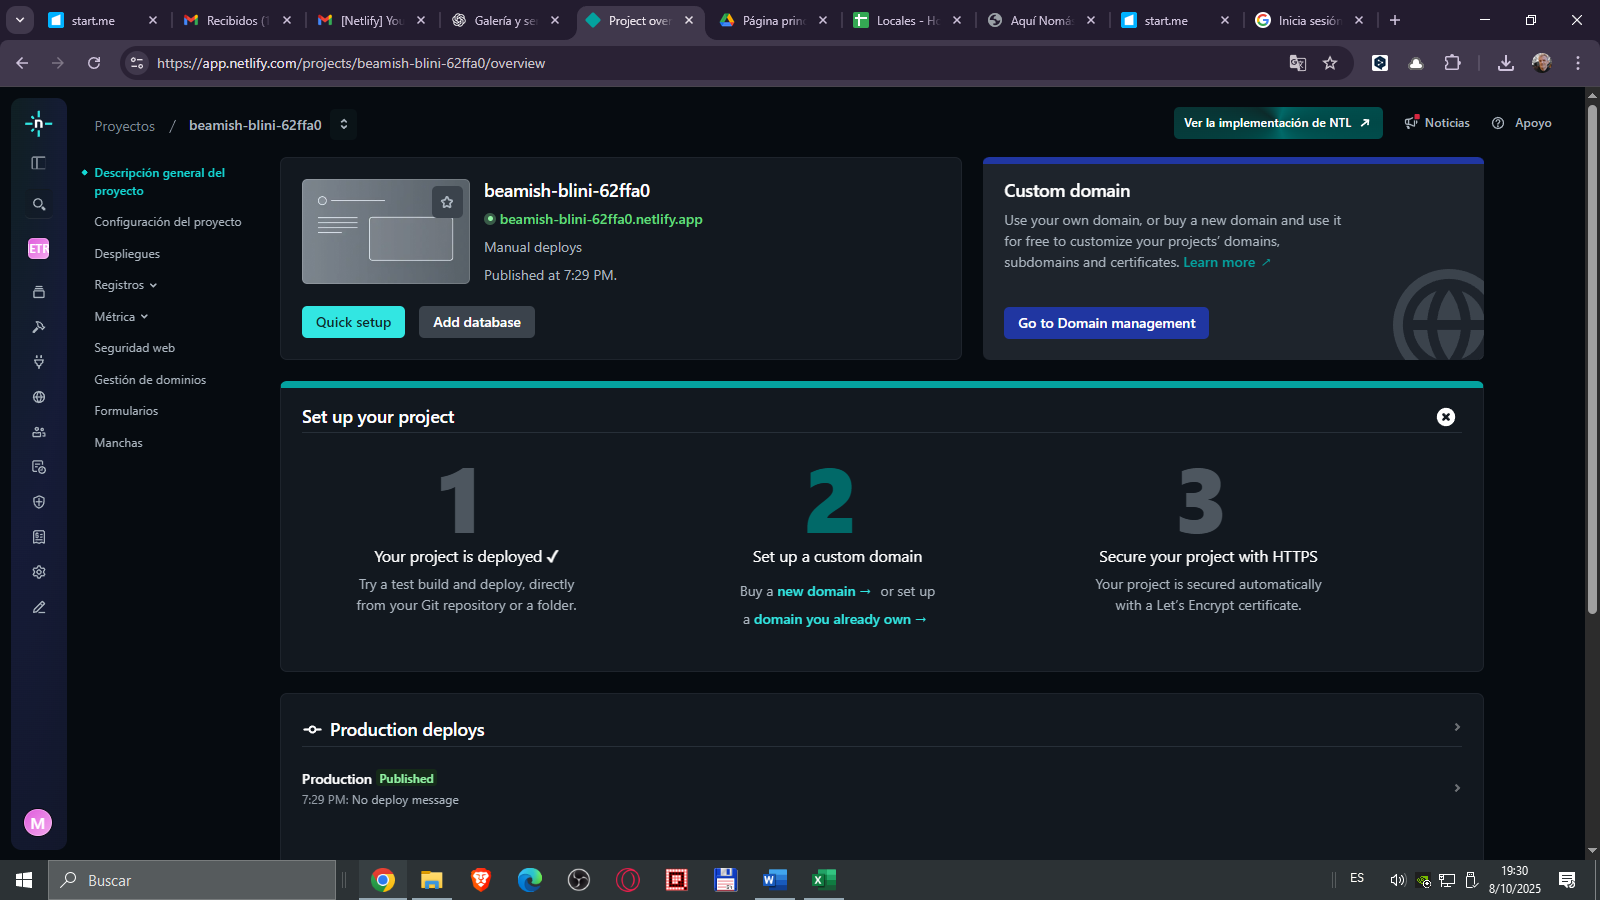 start.me
Recibidos (1
[Netlify] You
Galería y se
Project over
Página princ
Locales - Ho
Aquí Nomás
start.me
Inicia sesión
https://app.netlify.com/projects/beamish-blini-62ffa0/overview
Proyectos / beamish-blini-62ffa0
Ver la implementación de NTL
Noticias
Apoyo
ETR
Descripción general del
proyecto
Configuración del proyecto
Despliegues
Registros
Métrica
Seguridad web
Gestión de dominios
Formularios
Manchas
M
beamish-blini-62ffa0
beamish-blini-62ffa0.netlify.app
Manual deploys
Published at 7:29 PM.
Quick setup
Add database
Custom domain
Use your own domain, or buy a new domain and use it
for free to customize your projects’ domains,
subdomains and certificates. Learn more ↗
Go to Domain management
Set up your project
1
Your project is deployed ✓
Try a test build and deploy, directly
from your Git repository or a folder.
2
Set up a custom domain
Buy a new domain → or set up
a domain you already own →
3
Secure your project with HTTPS
Your project is secured automatically
with a Let’s Encrypt certificate.
Production deploys
Production Published
7:29 PM: No deploy message
Buscar
ES
19:30
8/10/2025